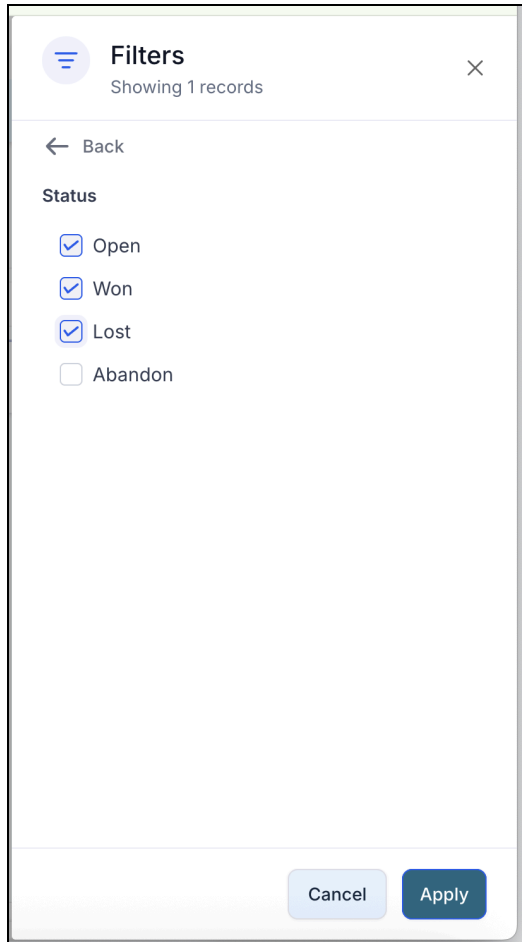 Filters
Showing 1 records
Back
Status
Open
Won
Lost
Abandon
Cancel
Apply